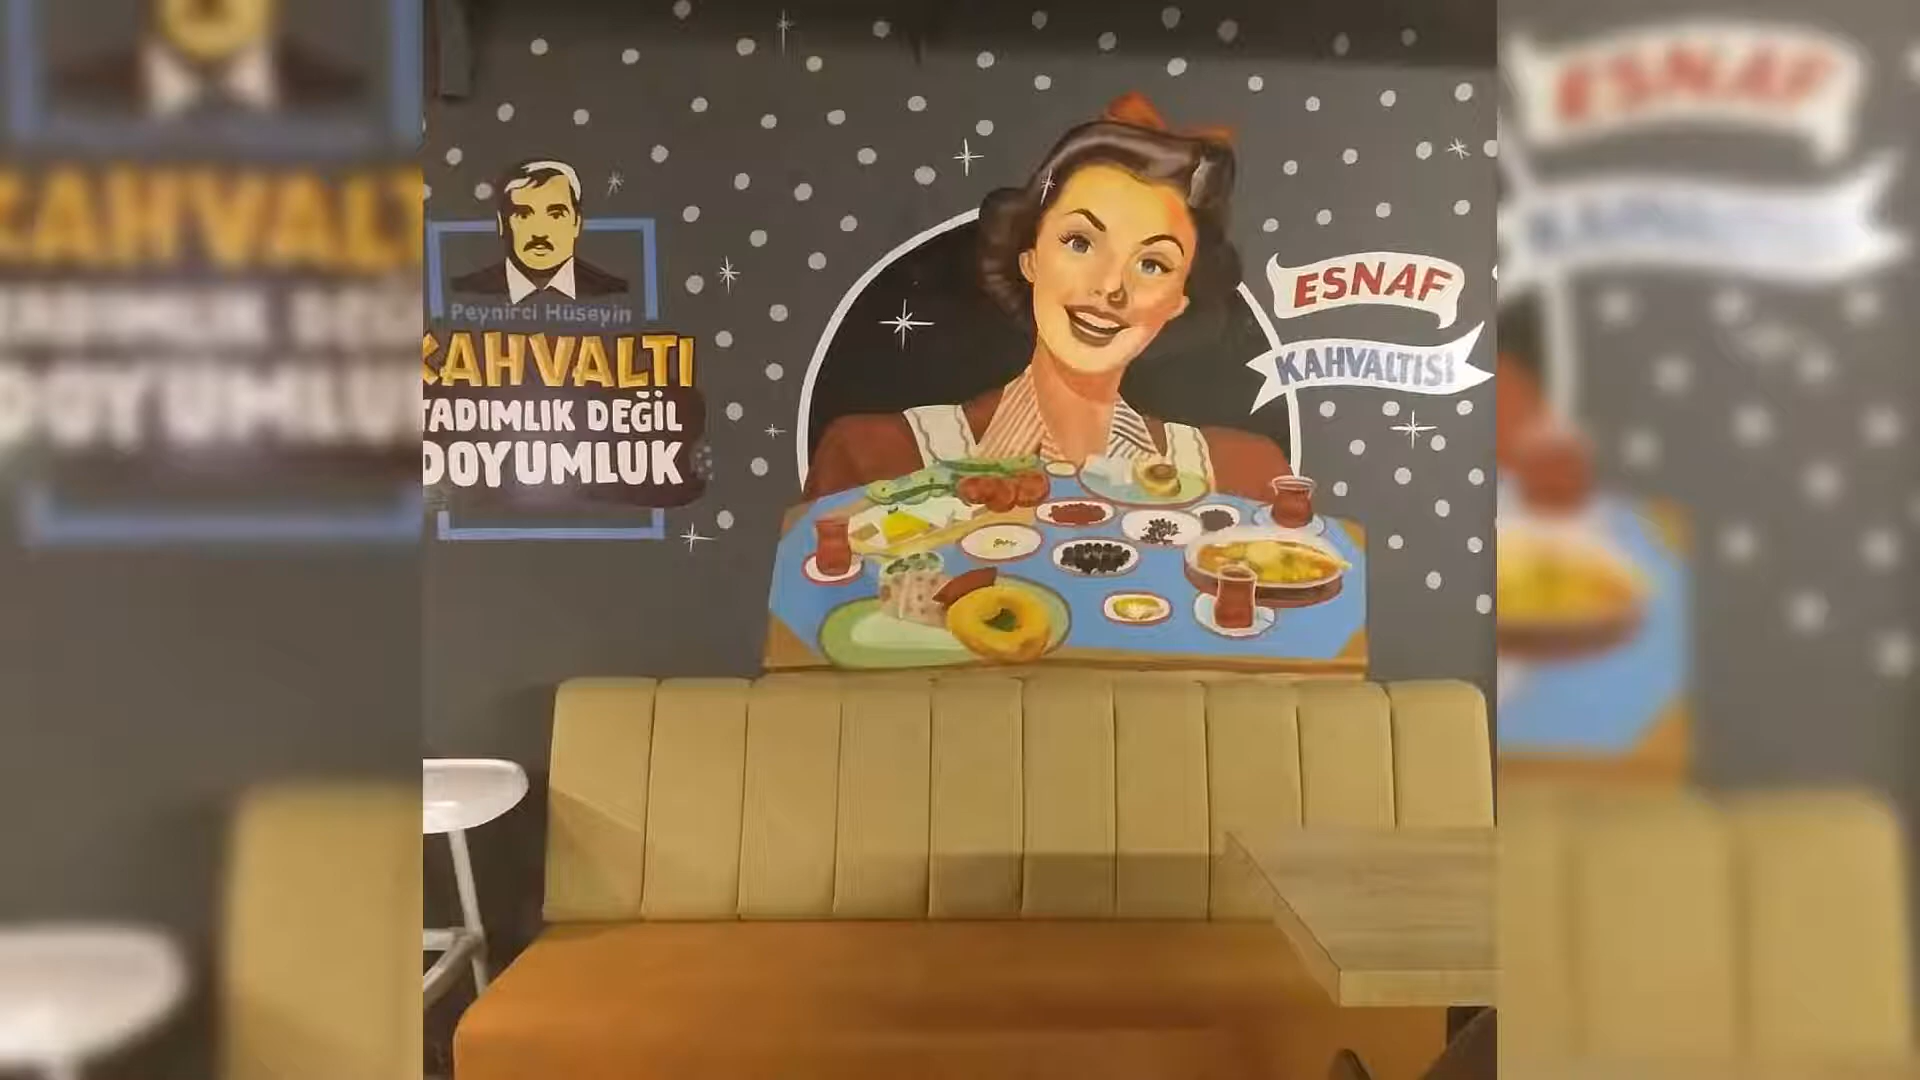 Peynirci Hüseyin
KAHVALTI
TADIMLIK DEĞİL
DOYUMLUK
ESNAF
KAHVALTISI